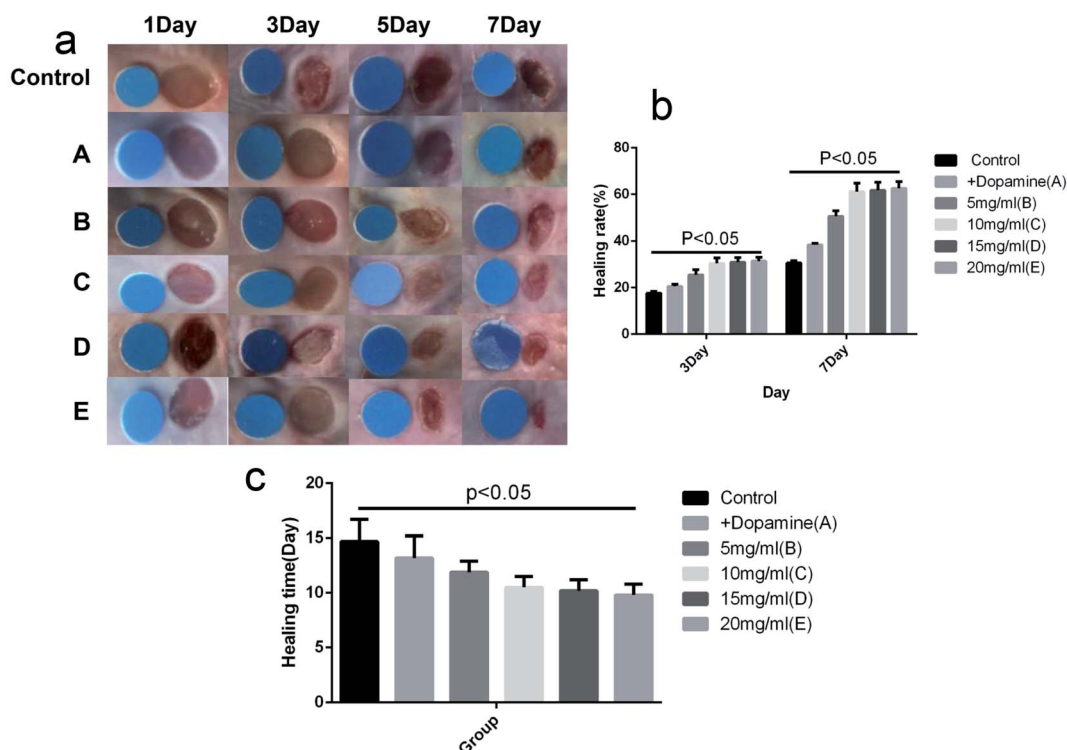 a
1Day 3Day 5Day 7Day
Control
A
B
C
D
E
b
80
60
40
20
0
Healing rate(%)
P<0.05
P<0.05
3Day
7Day
Day
Control
+Dopamine(A)
5mg/ml(B)
10mg/ml(C)
15mg/ml(D)
20mg/ml(E)
c
20
15
10
5
0
Healing time(Day)
p<0.05
Group
Control
+Dopamine(A)
5mg/ml(B)
10mg/ml(C)
15mg/ml(D)
20mg/ml(E)